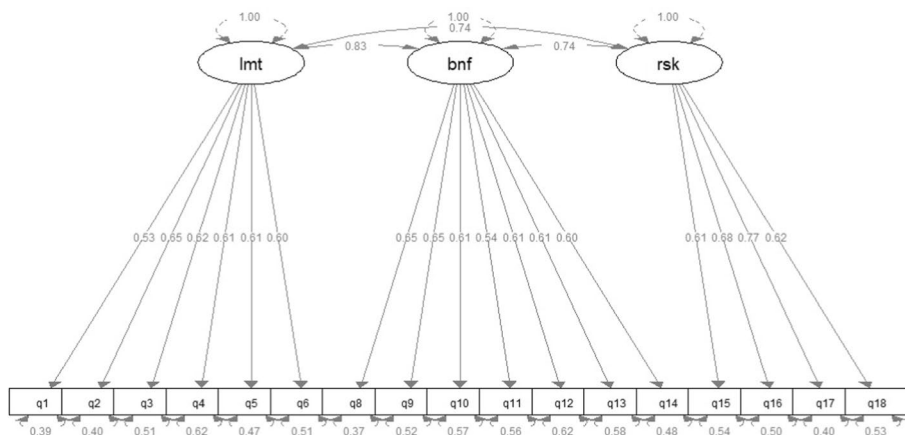 1.00 1.00 1.00
0.74
0.83 0.74
lmt bnf rsk
0.53 0.65 0.62 0.61 0.61 0.60 0.65 0.65 0.61 0.54 0.61 0.61 0.60 0.61 0.68 0.77 0.62
q1 q2 q3 q4 q5 q6 q8 q9 q10 q11 q12 q13 q14 q15 q16 q17 q18
0.39 0.40 0.51 0.62 0.47 0.51 0.37 0.52 0.57 0.56 0.62 0.58 0.48 0.54 0.50 0.40 0.53